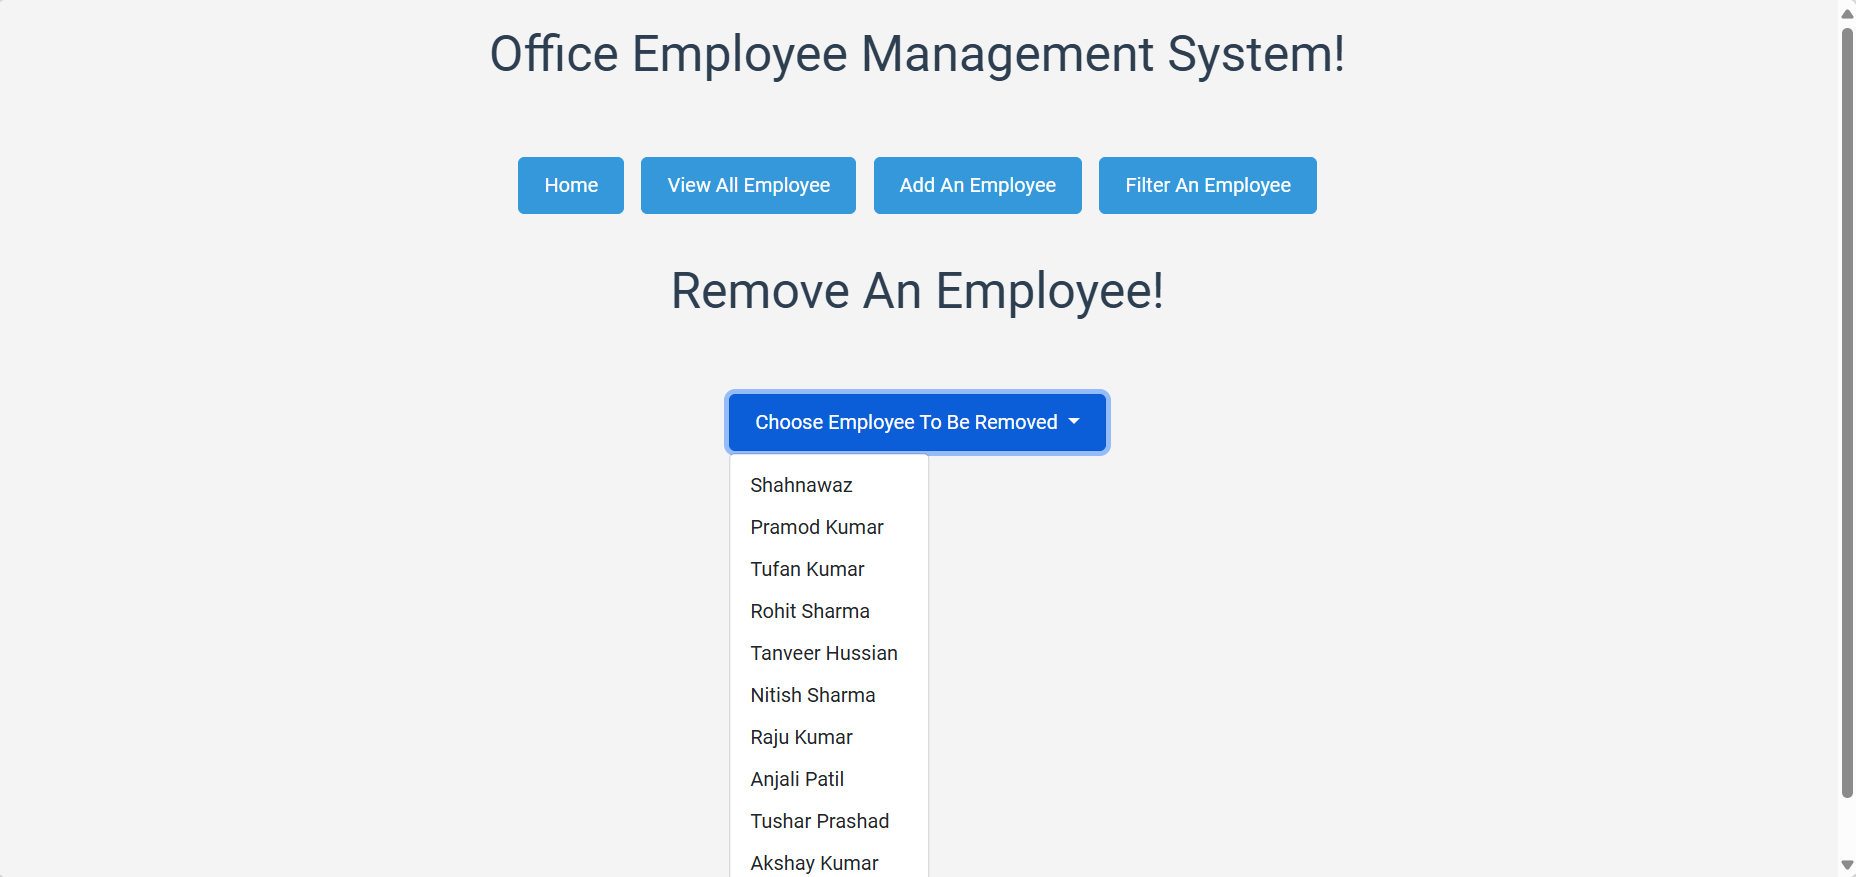 Office Employee Management System!
Home View All Employee Add An Employee Filter An Employee
Remove An Employee!
Choose Employee To Be Removed
Shahnawaz
Pramod Kumar
Tufan Kumar
Rohit Sharma
Tanveer Hussian
Nitish Sharma
Raju Kumar
Anjali Patil
Tushar Prashad
Akshay Kumar